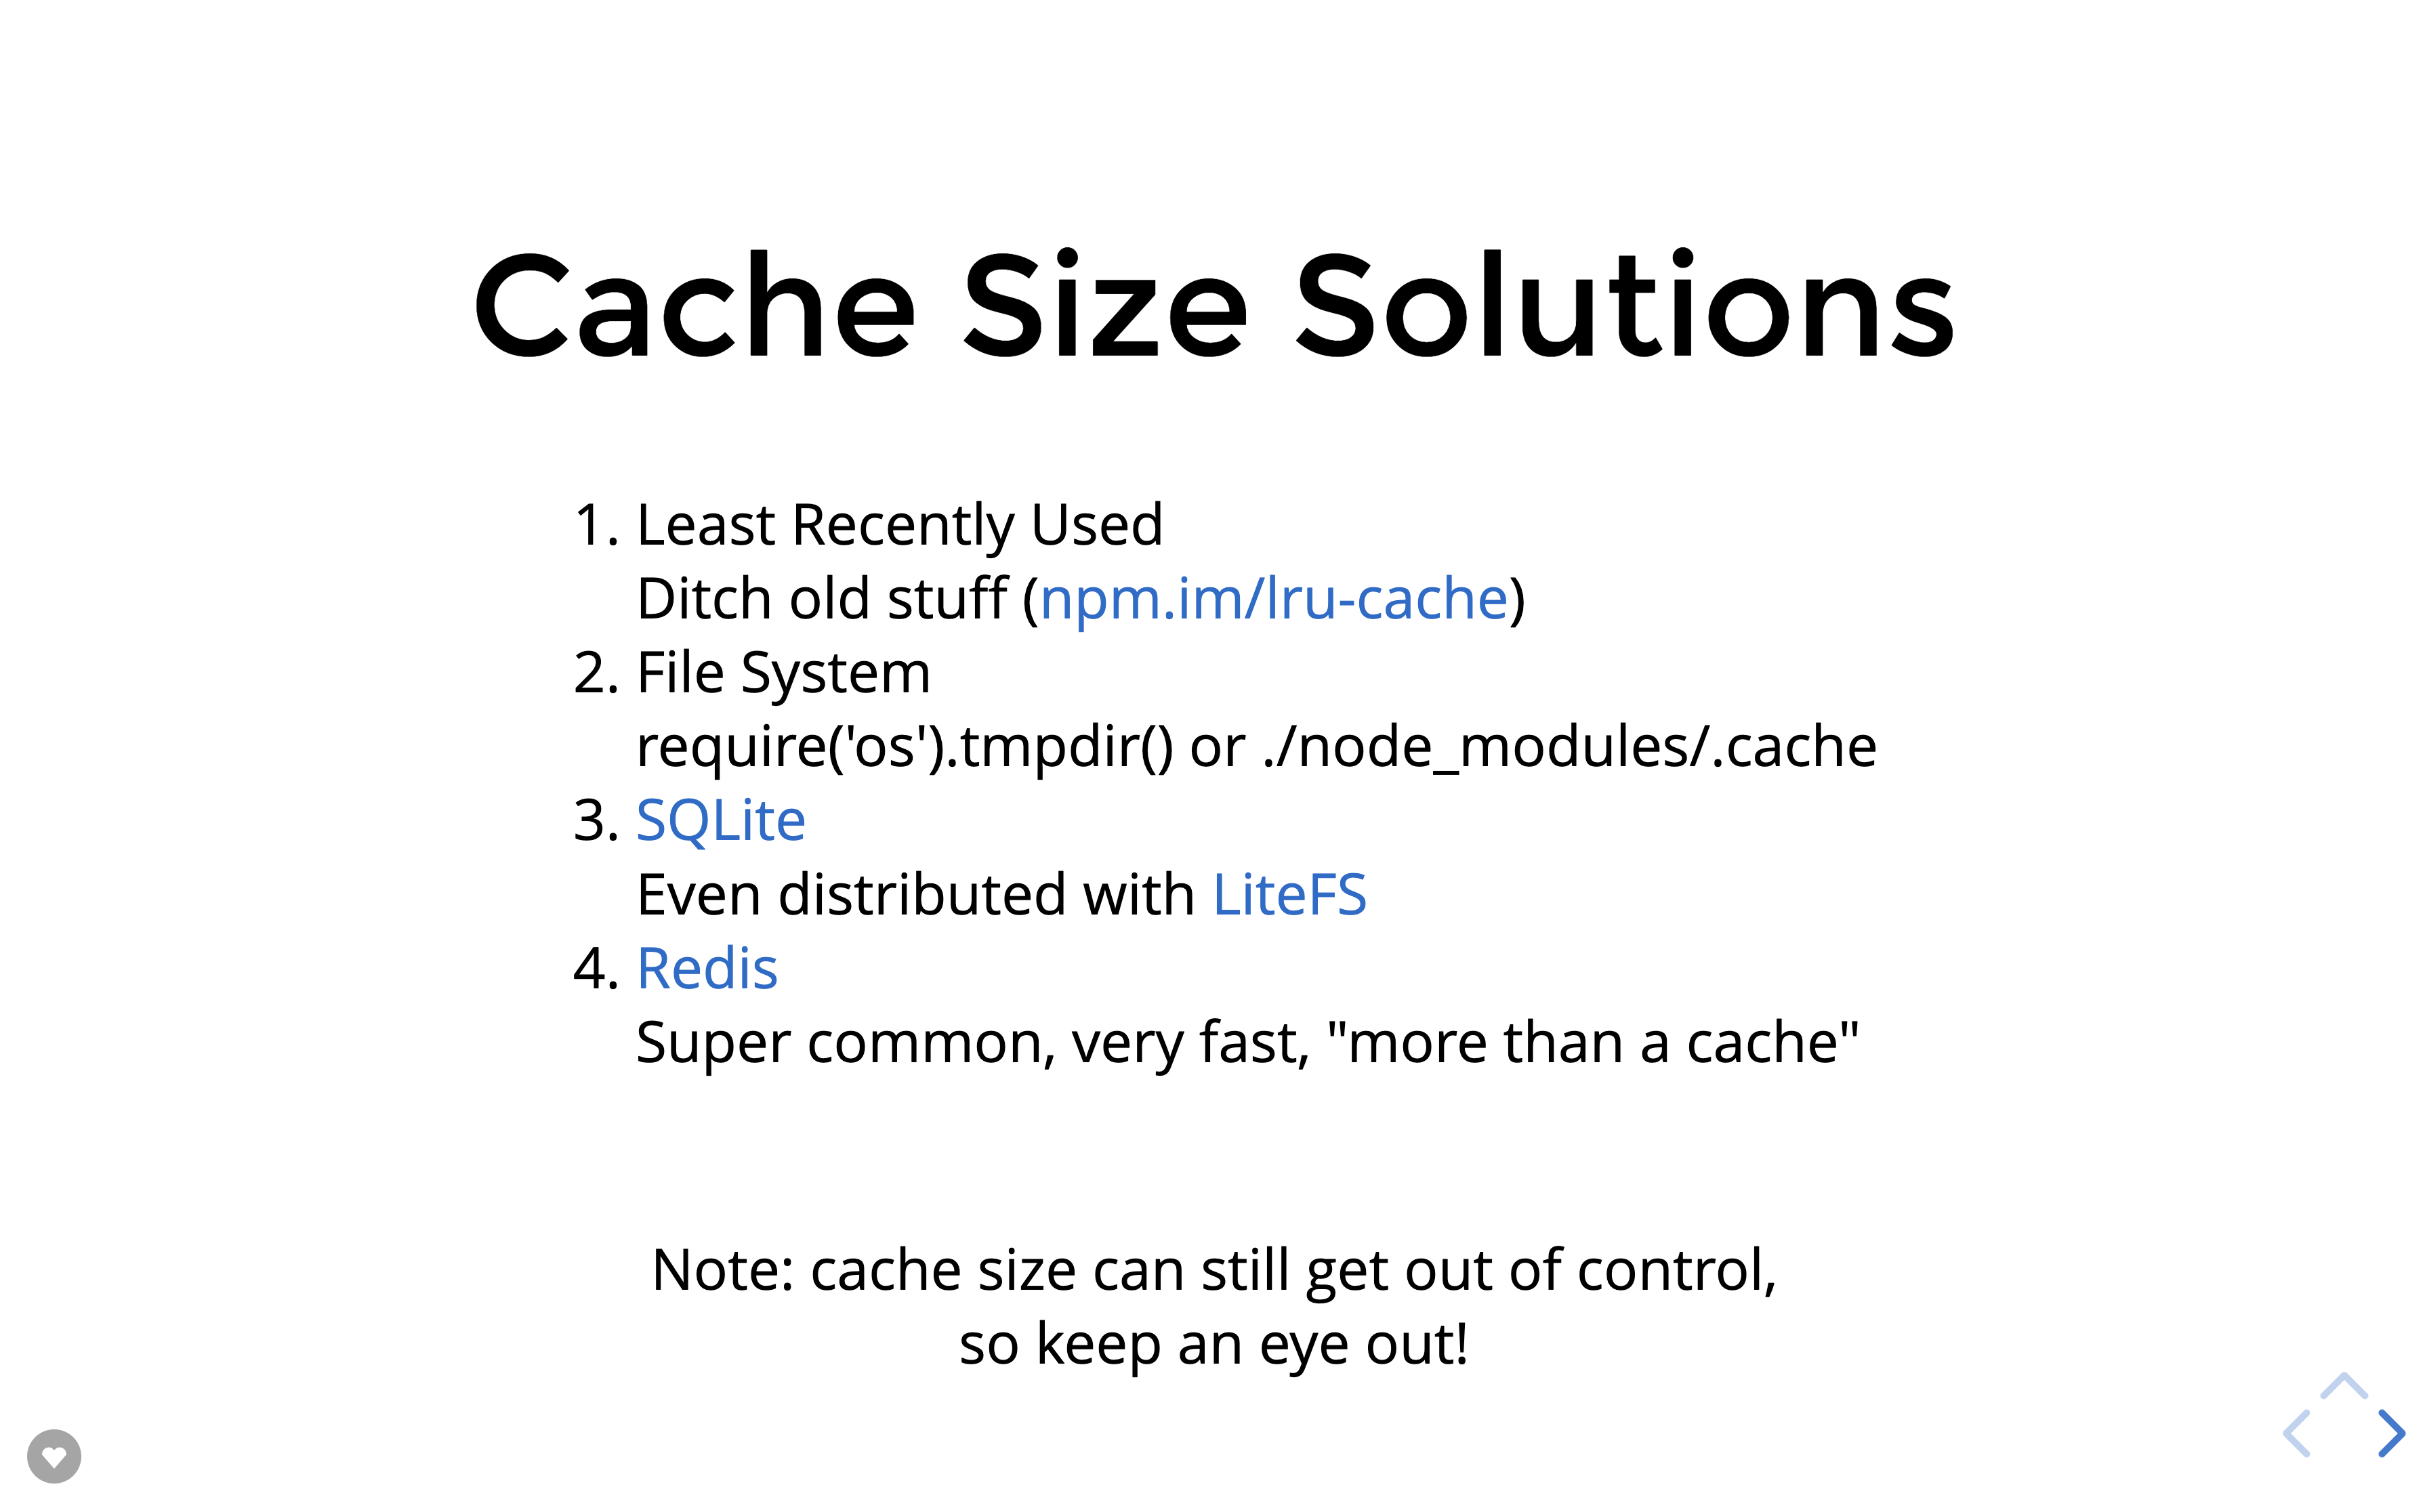 Cache Size Solutions
1. Least Recently Used
Ditch old stuff (npm.im/lru-cache)
2. File System
require('os').tmpdir() or ./node_modules/.cache
3. SQLite
Even distributed with LiteFS
4. Redis
Super common, very fast, "more than a cache"
Note: cache size can still get out of control,
so keep an eye out!